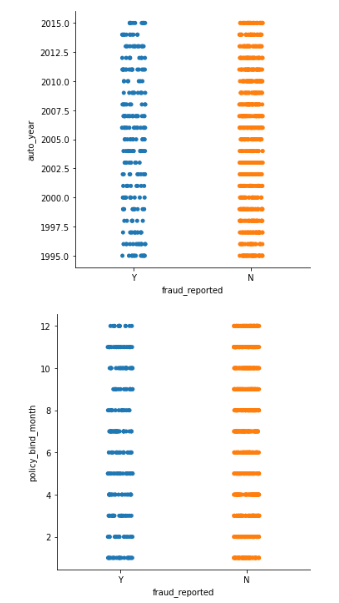 2015.0
2012.5
2010.0
2007.5
2005.0
2002.5
2000.0
1997.5
1995.0
auto_year
Y
N
fraud_reported
12
10
8
6
4
2
policy_bind_month
Y
N
fraud_reported